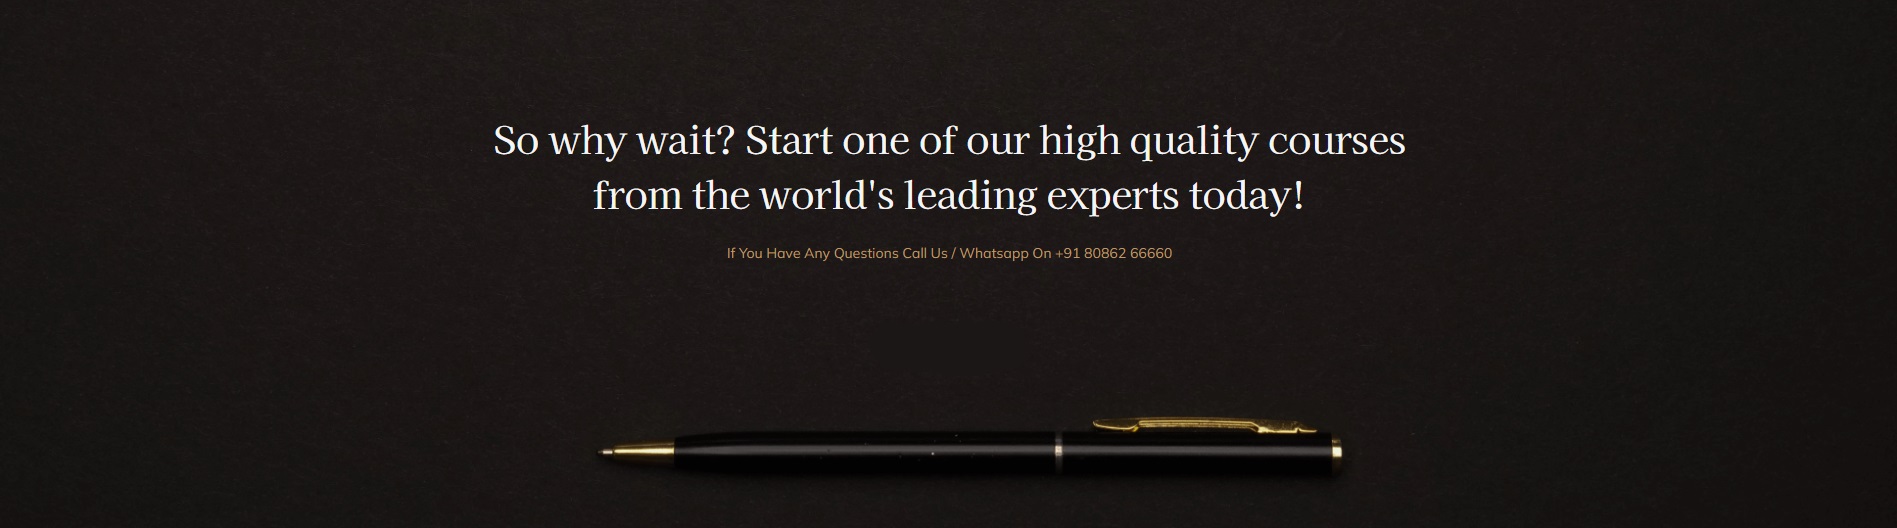 So why wait? Start one of our high quality courses
from the world's leading experts today!
If You Have Any Questions Call Us / Whatsapp On +91 80862 66660